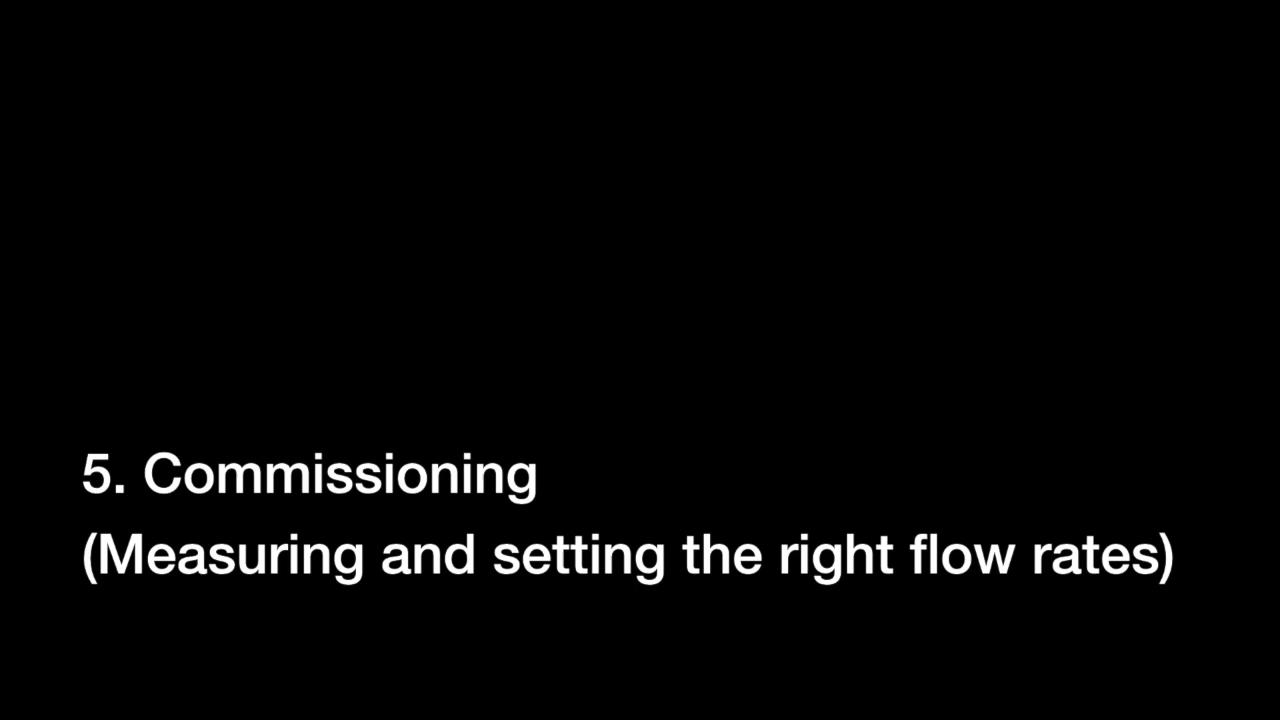 5. Commissioning
(Measuring and setting the right flow rates)